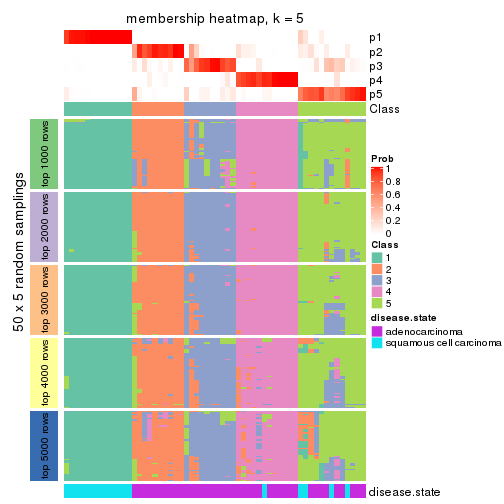 membership heatmap, k = 5
p1
p2
p3
p4
p5
Class
50 x 5 random samplings
top 1000 rows
top 2000 rows
top 3000 rows
top 4000 rows
top 5000 rows
disease.state
Prob
1
0.8
0.6
0.4
0.2
0
Class
1
2
3
4
5
disease.state
adenocarcinoma
squamous cell carcinoma